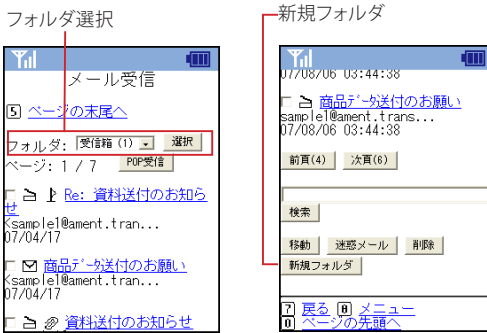 フォルダ選択
メール受信
5 ページの末尾へ
フォルダ: 受信箱 (1) 選択
ページ: 1 / 7 POP受信
Re: 資料送付のお知ら
せ
<sample1@ament.tran...
07/04/17
商品データ送付のお願い
<sample1@ament.tran...
07/04/17
資料送付のお知らせ
新規フォルダ
07/08/06 03:44:38
商品データ送付のお願い
sample1@ament.trans...
07/08/06 03:44:38
前頁(4) 次頁(6)
検索
移動 迷惑メール 削除
新規フォルダ
7 戻る 8 メニュー
0 ページの先頭へ